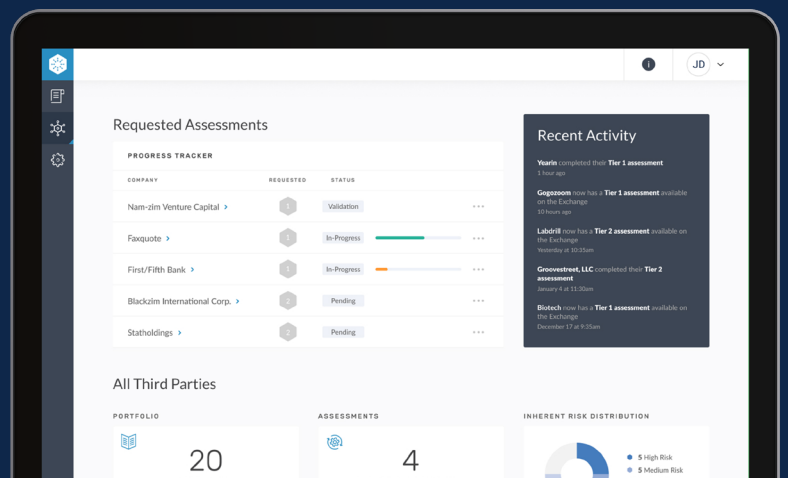 JD
Requested Assessments
PROGRESS TRACKER
COMPANY REQUESTED STATUS
Nam-zim Venture Capital 1 Validation
Faxquote 1 In-Progress
First/Fifth Bank 1 In-Progress
Blackzim International Corp. 2 Pending
Statholdings 2 Pending
Recent Activity
Yearin completed their Tier 1 assessment
1 hour ago
Gogozoom now has a Tier 1 assessment available
on the Exchange
10 hours ago
Labdrill now has a Tier 2 assessment available on
the Exchange
Yesterday at 10:35am
Groovestreet, LLC completed their Tier 2
assessment
January 4 at 11:30am
Biotech now has a Tier 1 assessment available on
the Exchange
December 17 at 9:35am
All Third Parties
PORTFOLIO
20
ASSESSMENTS
4
INHERENT RISK DISTRIBUTION
5 High Risk
5 Medium Risk